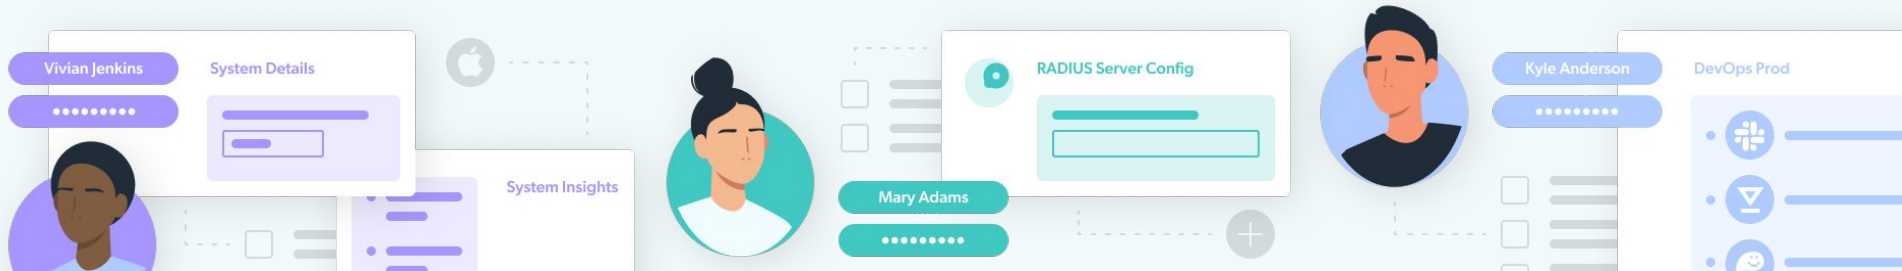 Vivian Jenkins
System Details
System Insights
Mary Adams
RADIUS Server Config
Kyle Anderson
DevOps Prod